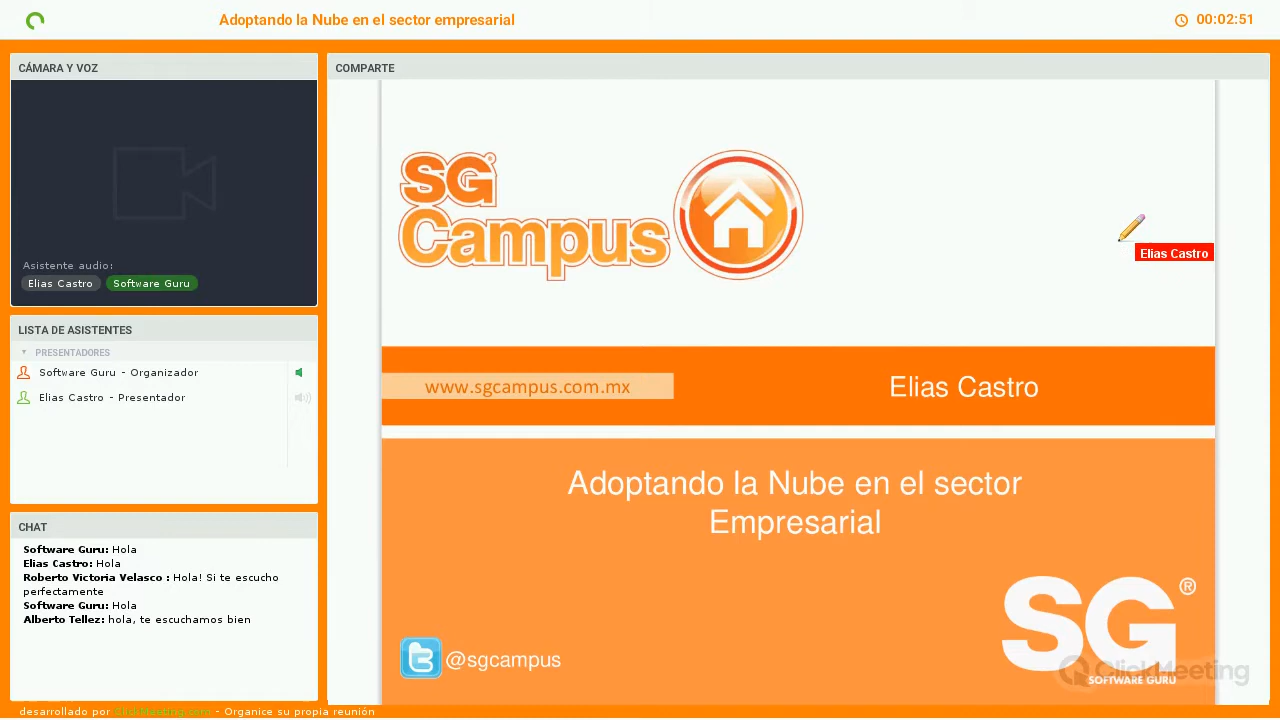 Adoptando la Nube en el sector empresarial
00:02:51
CÁMARA Y VOZ
Asistente audio:
Elias Castro
Software Guru
LISTA DE ASISTENTES
PRESENTADORES
Software Guru - Organizador
Elias Castro - Presentador
CHAT
Software Guru: Hola
Elias Castro: Hola
Roberto Victoria Velasco : Hola! Si te escucho
perfectamente
Software Guru: Hola
Alberto Tellez: hola, te escuchamos bien
COMPARTE
SG®
Campus
Elias Castro
www.sgcampus.com.mx
Elias Castro
Adoptando la Nube en el sector
Empresarial
@sgcampus
SG®
SOFTWARE GURU
ClickMeeting
desarrollado por ClickMeeting.com - Organice su propia reunión